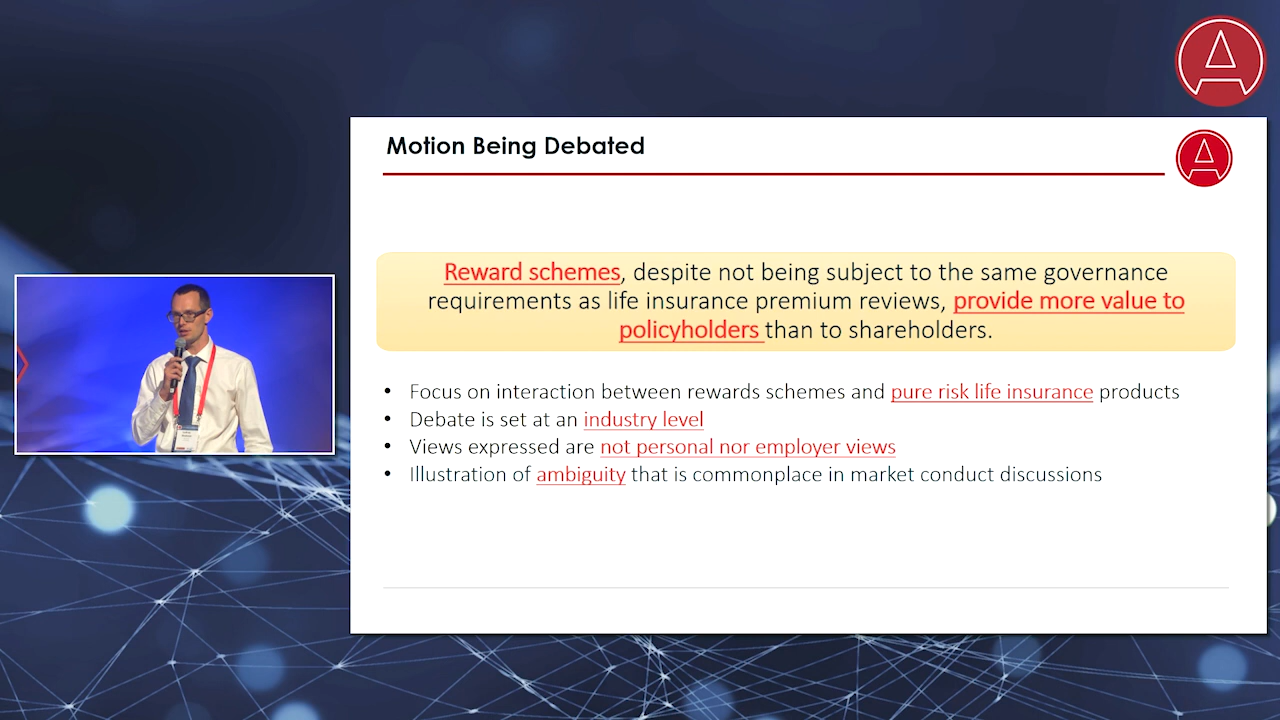 Motion Being Debated
Reward schemes, despite not being subject to the same governance
requirements as life insurance premium reviews, provide more value to
policyholders than to shareholders.
• Focus on interaction between rewards schemes and pure risk life insurance products
• Debate is set at an industry level
• Views expressed are not personal nor employer views
• Illustration of ambiguity that is commonplace in market conduct discussions